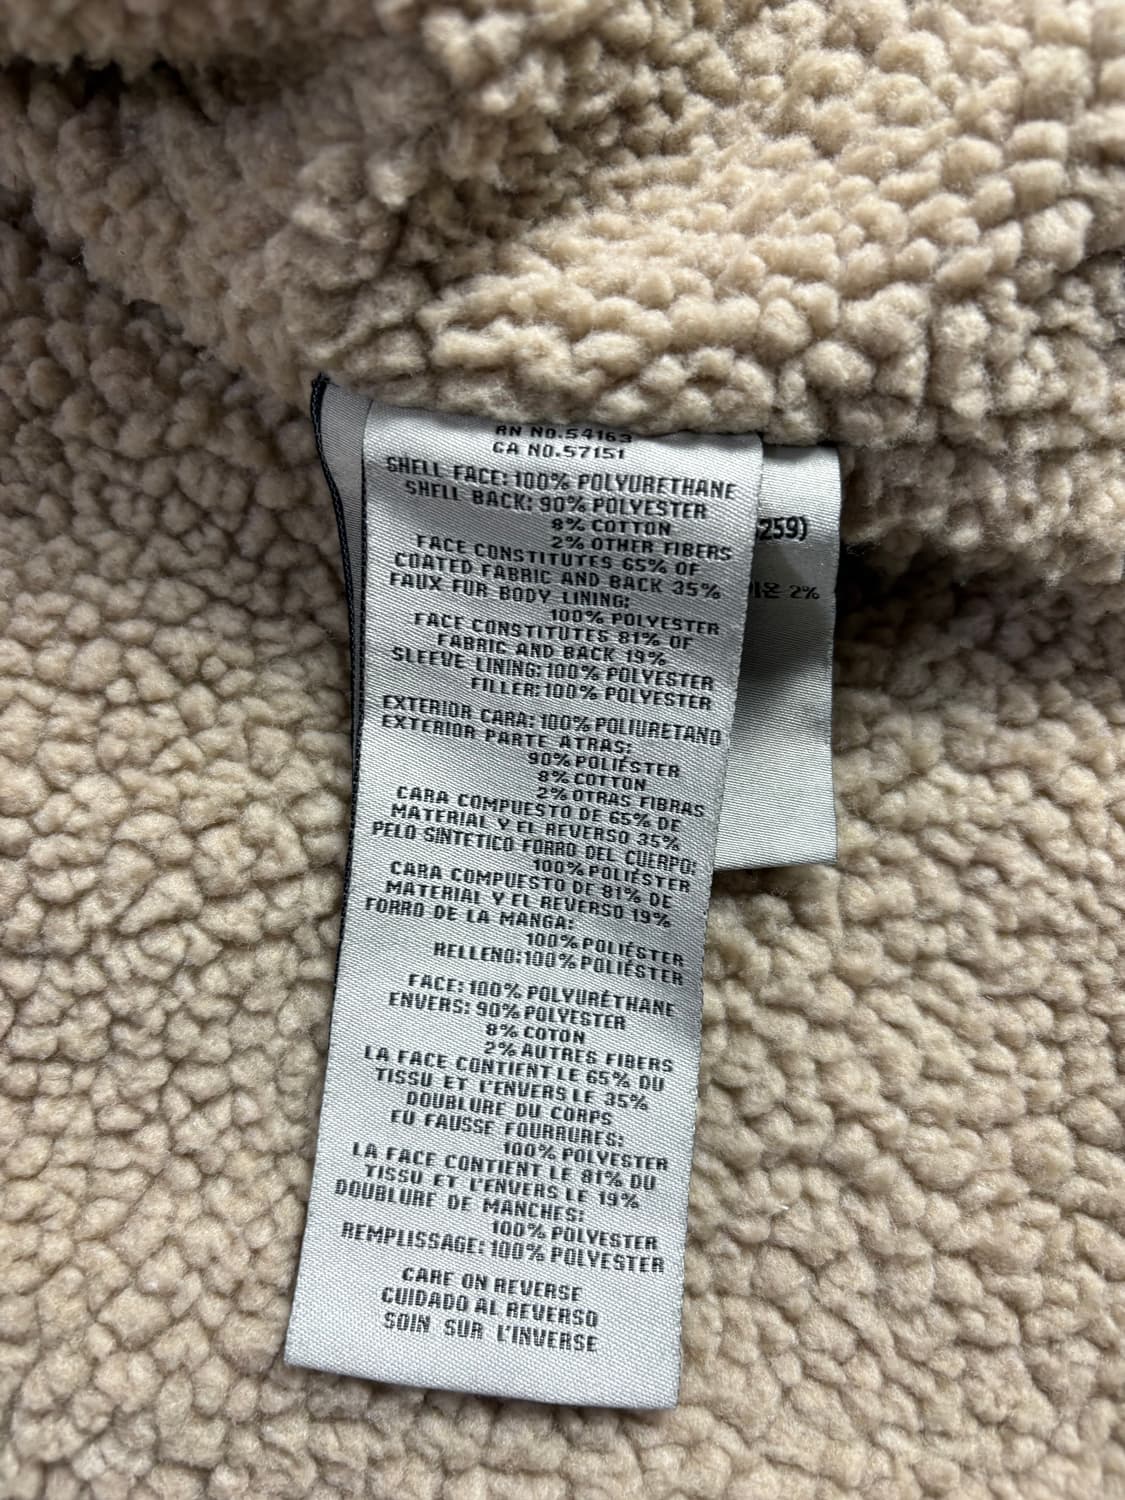 RN NO.54163
CA NO.57151
SHELL FACE: 100% POLYURETHANE
SHELL BACK: 90% POLYESTER
8% COTTON
2% OTHER FIBERS
FACE CONSTITUTES 65% OF
COATED FABRIC AND BACK 35%
FAUX FUR BODY LINING:
100% POLYESTER
FACE CONSTITUTES 81% OF
FABRIC AND BACK 19%
SLEEVE LINING: 100% POLYESTER
FILLER: 100% POLYESTER
EXTERIOR CARA: 100% POLIURETANO
EXTERIOR PARTE ATRAS:
90% POLIÉSTER
8% COTTON
2% OTRAS FIBRAS
CARA COMPUESTO DE 65% DE
MATERIAL Y EL REVERSO 35%
PELO SINTETICO FORRO DEL CUERPO:
100% POLIÉSTER
CARA COMPUESTO DE 81% DE
MATERIAL Y EL REVERSO 19%
FORRO DE LA MANGA:
100% POLIÉSTER
RELLENO: 100% POLIÉSTER
FACE: 100% POLYURÉTHANE
ENVERS: 90% POLYESTER
8% COTON
2% AUTRES FIBERS
LA FACE CONTIENT LE 65% DU
TISSU ET L'ENVERS LE 35%
DOUBLURE DU CORPS
EU FAUSSE FOURRURES:
100% POLYESTER
LA FACE CONTIENT LE 81% DU
TISSU ET L'ENVERS LE 19%
DOUBLURE DE MANCHES:
100% POLYESTER
REMPLISSAGE: 100% POLYESTER
CARE ON REVERSE
CUIDADO AL REVERSO
SOIN SUR L'INVERSE
259)
2%